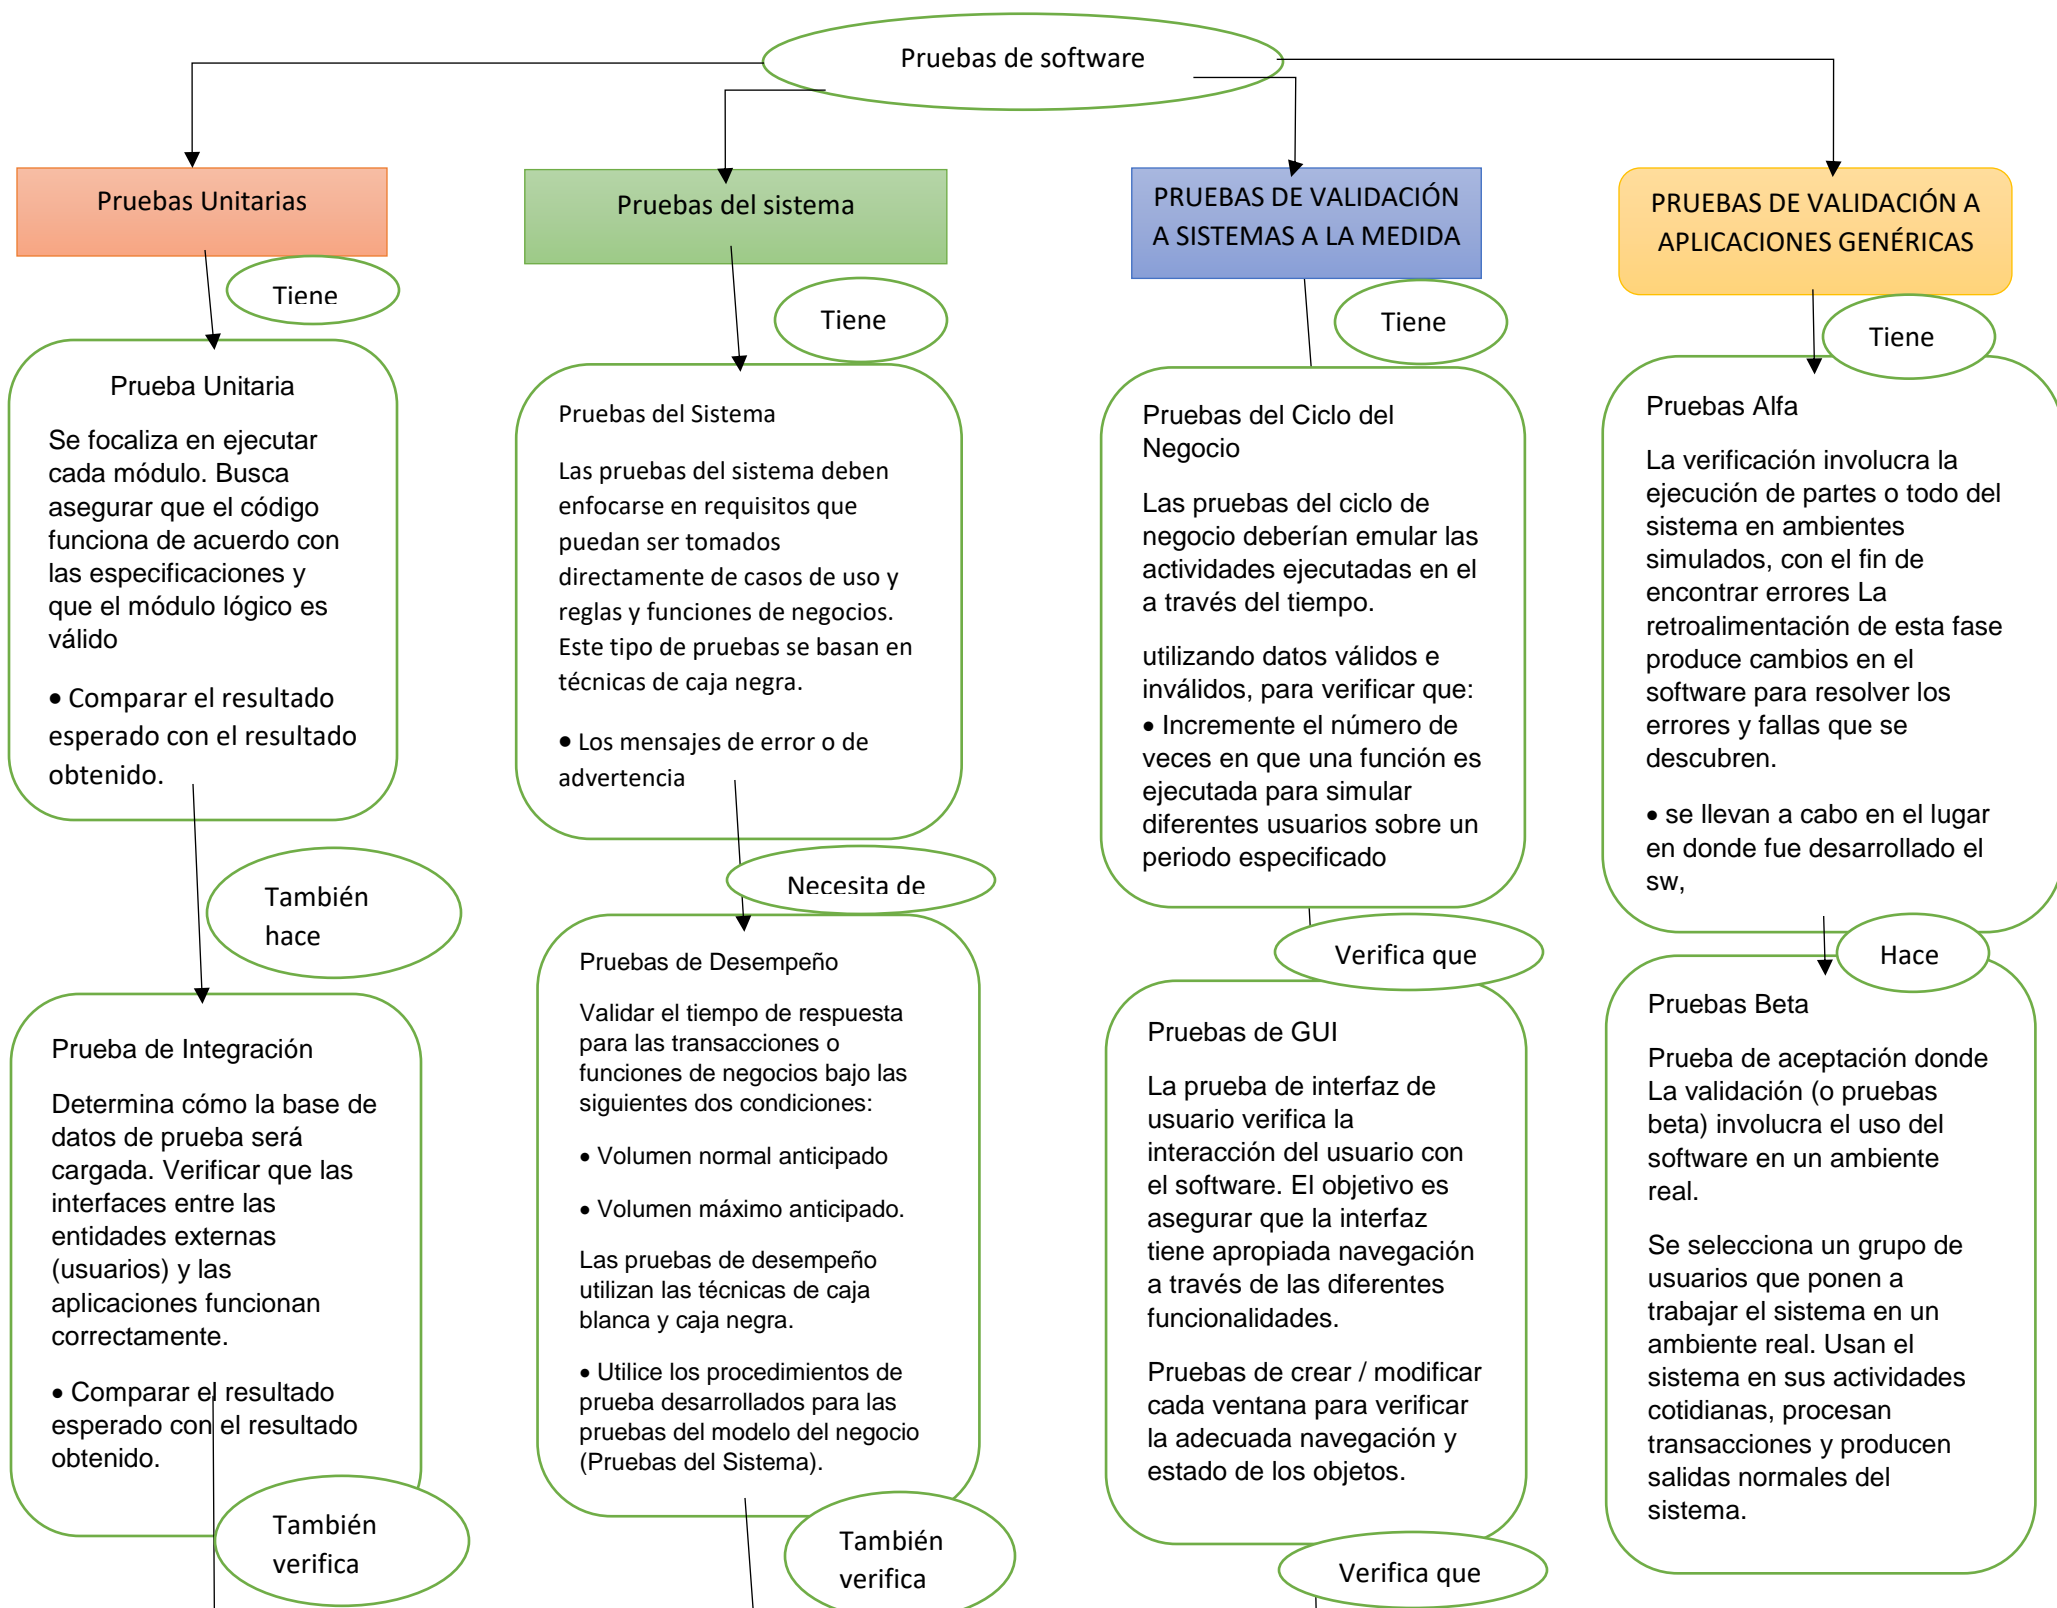 Pruebas de software
Pruebas Unitarias
Tiene
Prueba Unitaria
Se focaliza en ejecutar
cada módulo. Busca
asegurar que el código
funciona de acuerdo con
las especificaciones y
que el módulo lógico es
válido
• Comparar el resultado
esperado con el resultado
obtenido.
También
hace
Prueba de Integración
Determina cómo la base de
datos de prueba será
cargada. Verificar que las
interfaces entre las
entidades externas
(usuarios) y las
aplicaciones funcionan
correctamente.
• Comparar el resultado
esperado con el resultado
obtenido.
También
verifica
Pruebas del sistema
Tiene
Pruebas del Sistema
Las pruebas del sistema deben
enfocarse en requisitos que
puedan ser tomados
directamente de casos de uso y
reglas y funciones de negocios.
Este tipo de pruebas se basan en
técnicas de caja negra.
• Los mensajes de error o de
advertencia
Necesita de
Pruebas de Desempeño
Validar el tiempo de respuesta
para las transacciones o
funciones de negocios bajo las
siguientes dos condiciones:
• Volumen normal anticipado
• Volumen máximo anticipado.
Las pruebas de desempeño
utilizan las técnicas de caja
blanca y caja negra.
• Utilice los procedimientos de
prueba desarrollados para las
pruebas del modelo del negocio
(Pruebas del Sistema).
También
verifica
PRUEBAS DE VALIDACIÓN
A SISTEMAS A LA MEDIDA
Tiene
Pruebas del Ciclo del
Negocio
Las pruebas del ciclo de
negocio deberían emular las
actividades ejecutadas en el
a través del tiempo.
utilizando datos válidos e
inválidos, para verificar que:
• Incremente el número de
veces en que una función es
ejecutada para simular
diferentes usuarios sobre un
periodo especificado
Verifica que
Pruebas de GUI
La prueba de interfaz de
usuario verifica la
interacción del usuario con
el software. El objetivo es
asegurar que la interfaz
tiene apropiada navegación
a través de las diferentes
funcionalidades.
Pruebas de crear / modificar
cada ventana para verificar
la adecuada navegación y
estado de los objetos.
Verifica que
PRUEBAS DE VALIDACIÓN A
APLICACIONES GENÉRICAS
Tiene
Pruebas Alfa
La verificación involucra la
ejecución de partes o todo del
sistema en ambientes
simulados, con el fin de
encontrar errores La
retroalimentación de esta fase
produce cambios en el
software para resolver los
errores y fallas que se
descubren.
• se llevan a cabo en el lugar
en donde fue desarrollado el
sw,
Hace
Pruebas Beta
Prueba de aceptación donde
La validación (o pruebas
beta) involucra el uso del
software en un ambiente
real.
Se selecciona un grupo de
usuarios que ponen a
trabajar el sistema en un
ambiente real. Usan el
sistema en sus actividades
cotidianas, procesan
transacciones y producen
salidas normales del
sistema.